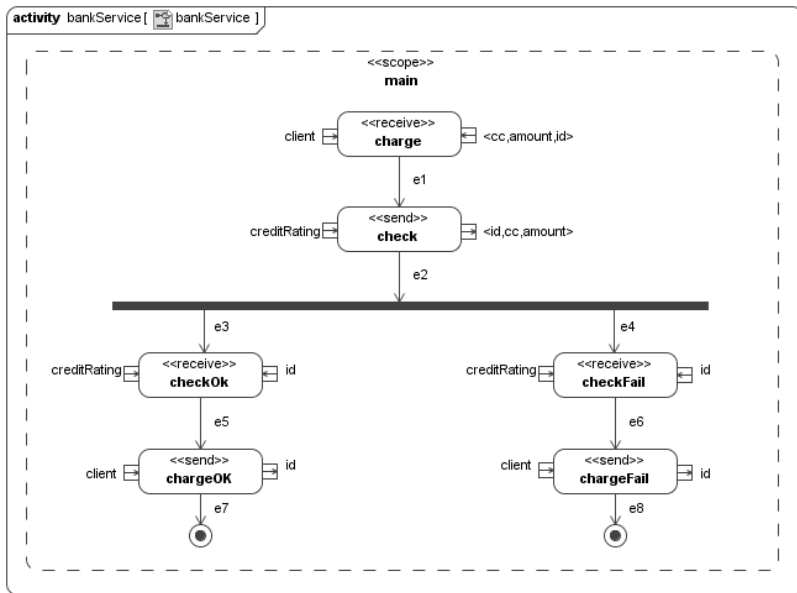 activity bankService[ bankService ]
<<scope>>
main
<<receive>>
charge
client
<cc,amount,id>
e1
<<send>>
check
creditRating
<id,cc,amount>
e2
e3
e4
<<receive>>
checkOk
creditRating
id
<<receive>>
checkFail
creditRating
id
e5
e6
<<send>>
chargeOK
client
id
<<send>>
chargeFail
client
id
e7
e8